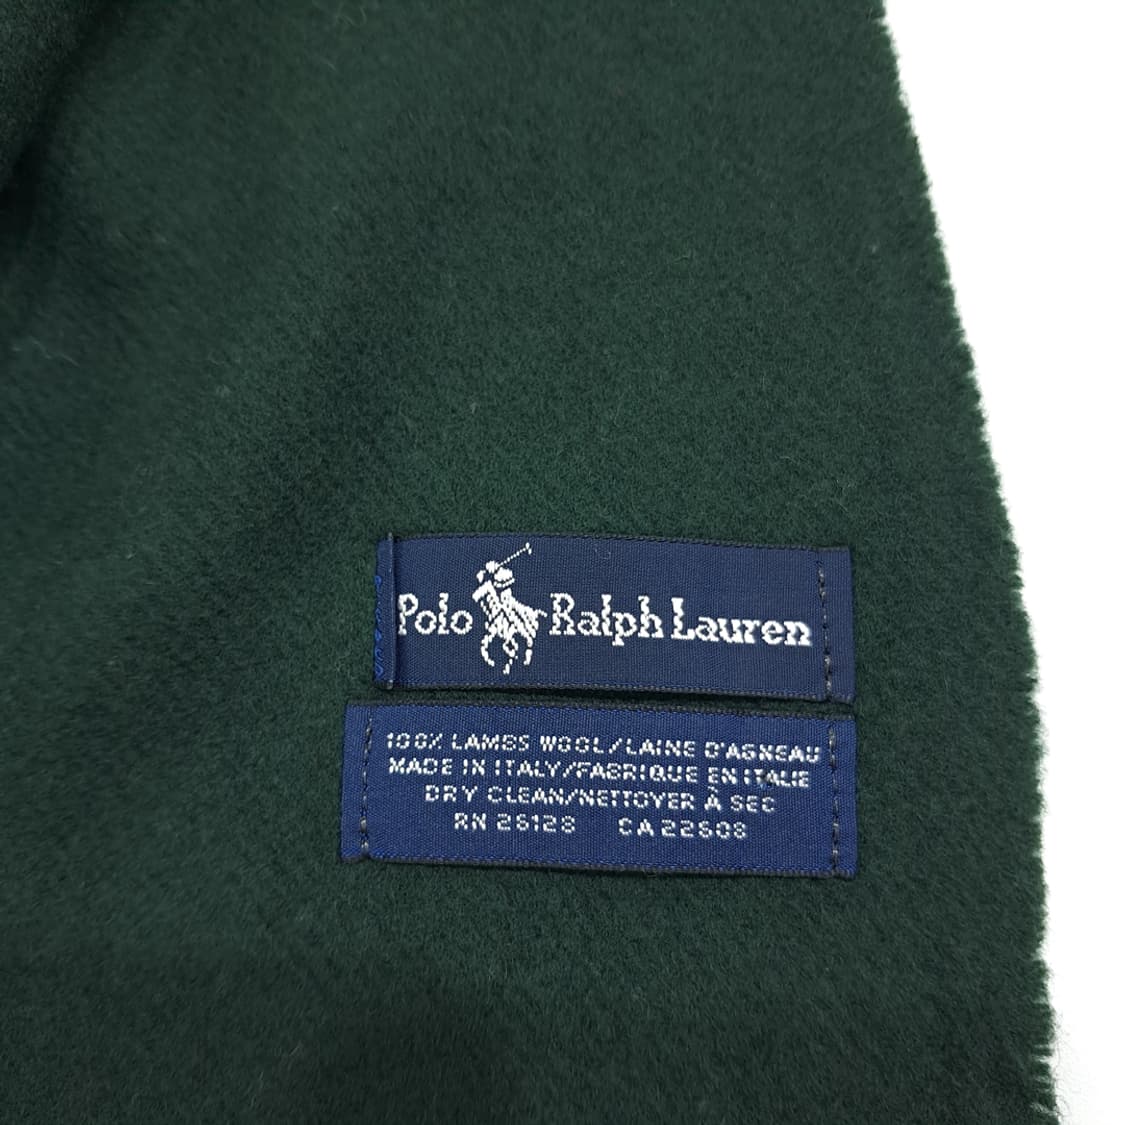 Polo Ralph Lauren
100% LAMBS WOOL/LAINE D'AGNEAU
MADE IN ITALY/FABRIQUE EN ITALIE
DRY CLEAN/NETTOYER À SEC
RN 26128 CA 22608